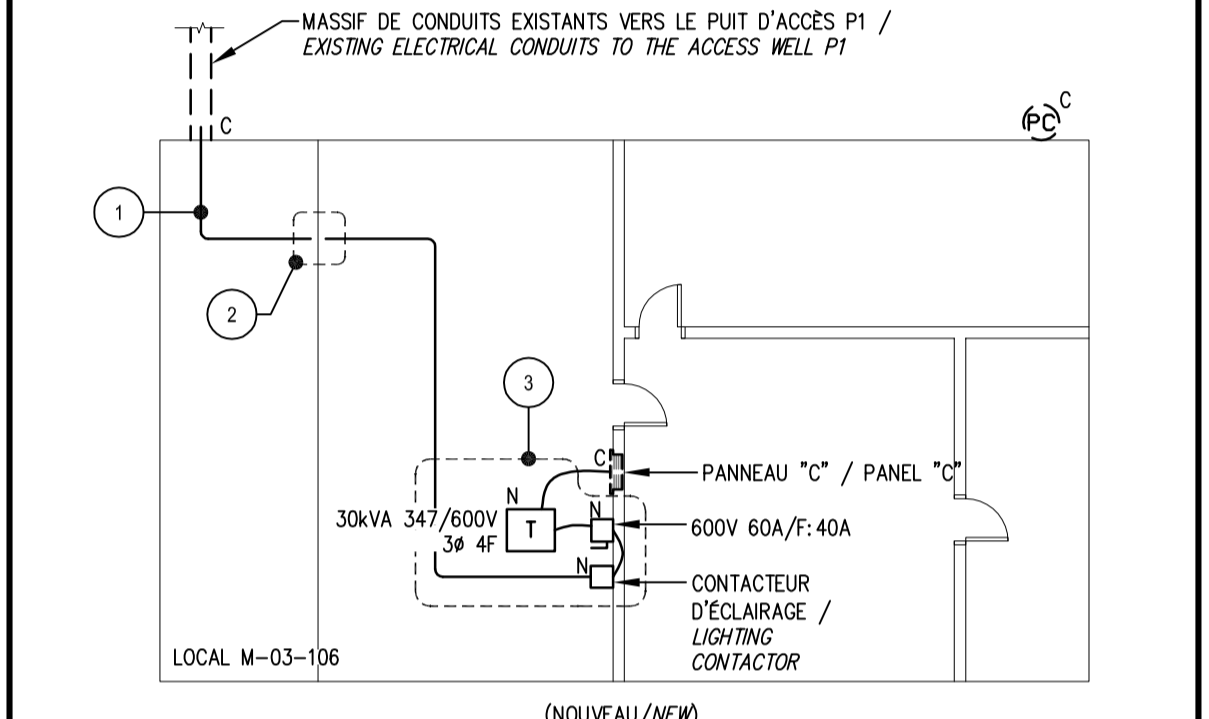 MASSIF DE CONDUITS EXISTANTS VERS LE PUIT D'ACCÈS P1 /
EXISTING ELECTRICAL CONDUITS TO THE ACCESS WELL P1
C
C
PC
1
2
3
C
PANNEAU "C" / PANEL "C"
N
N
30kVA 347/600V
3ø 4F
T
600V 60A/F:40A
N
CONTACTEUR
D'ÉCLAIRAGE /
LIGHTING
CONTACTOR
LOCAL M-03-106
(NOUVEAU/NEW)